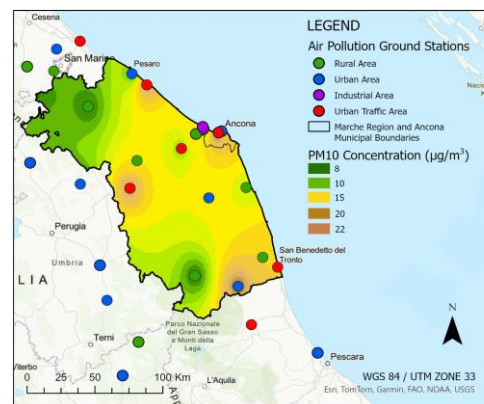 LEGEND
Air Pollution Ground Stations
Rural Area
Urban Area
Industrial Area
Urban Traffic Area
Marche Region and Ancona
Municipal Boundaries
PM10 Concentration (µg/m³)
8
10
15
20
22
Cesena
San Marino
Pesaro
Ancona
Perugia
Umbria
LIA
San Benedetto del
Tronto
Parco Nazionale
del Gran Sasso
e Monti della
Laga
Terni
Viterbo
L'Aquila
Pescara
N
0 25 50 100 Km
WGS 84 / UTM ZONE 33
Esri, TomTom, Garmin, FAO, NOAA, USGS